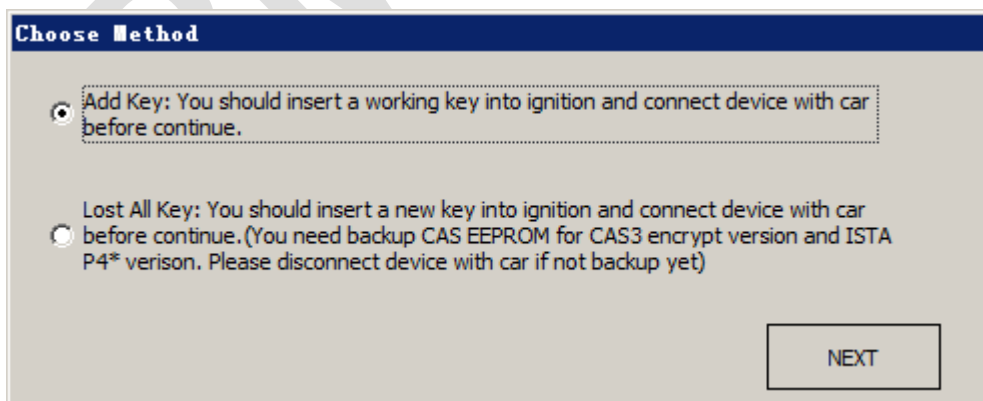 Choose Method
Add Key: You should insert a working key into ignition and connect device with car
before continue.
Lost All Key: You should insert a new key into ignition and connect device with car
before continue.(You need backup CAS EEPROM for CAS3 encrypt version and ISTA
P4* verison. Please disconnect device with car if not backup yet)
NEXT